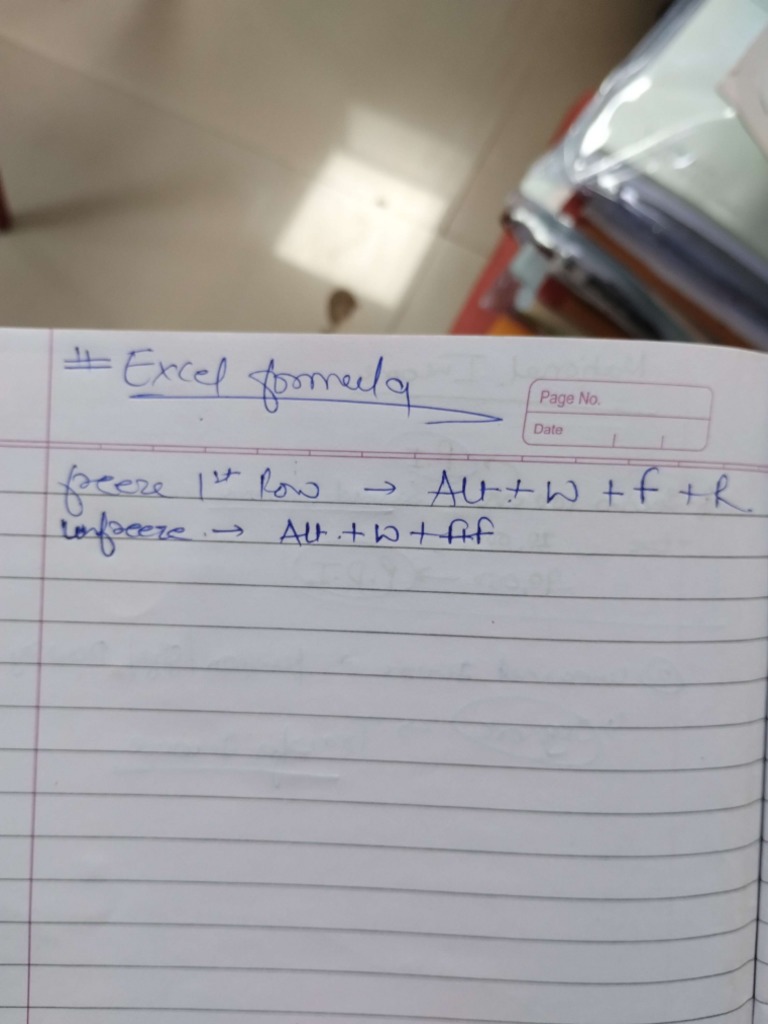 # Excel formula
Page No.
Date
freeze 1st Row → Alt + W + f + R
unfreeze → Alt + W + f+f